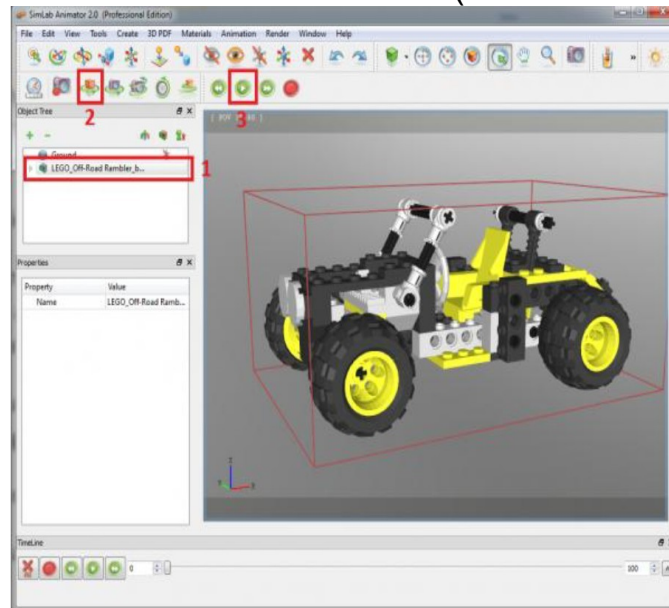 SimLab Animator 2.0 (Professional Edition)
File Edit View Tools Create 3D PDF Materials Animation Render Window Help
2
3
Object Tree
Ground
LEGO_Off-Road Rambler_b...
1
Properties
Property Value
Name LEGO_Off-Road Ramb...
TimeLine
0
100